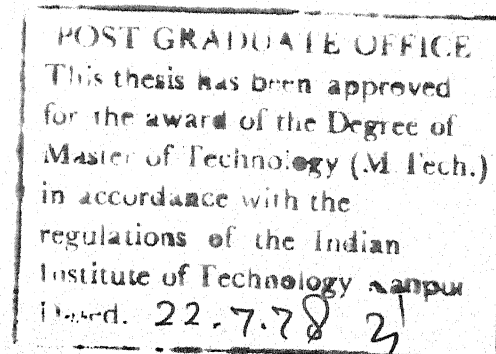 POST GRADUATE OFFICE
This thesis has been approved
for the award of the Degree of
Master of Technology (M Tech.)
in accordance with the
regulations of the Indian
Institute of Technology Kanpur
Dated. 22.7.78